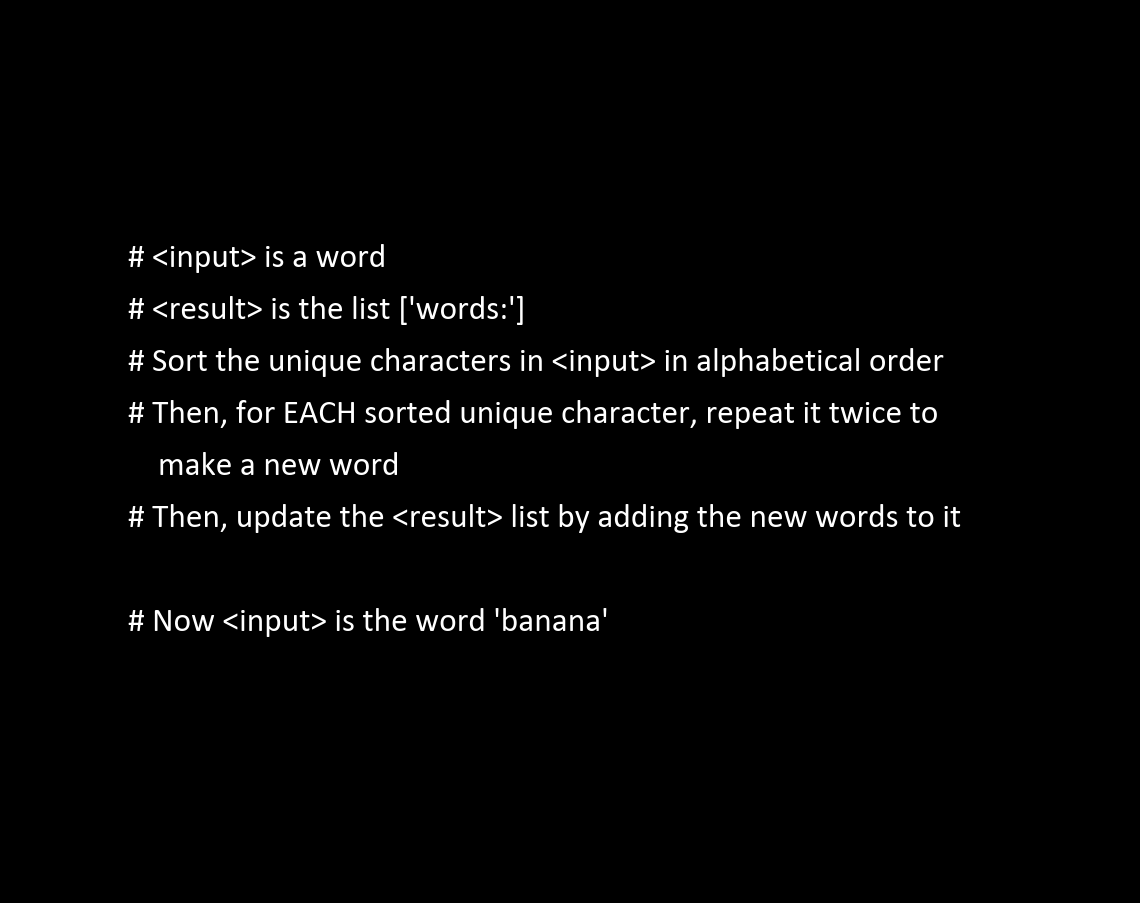 # <input> is a word
# <result> is the list ['words:']
# Sort the unique characters in <input> in alphabetical order
# Then, for EACH sorted unique character, repeat it twice to
make a new word
# Then, update the <result> list by adding the new words to it
# Now <input> is the word 'banana'